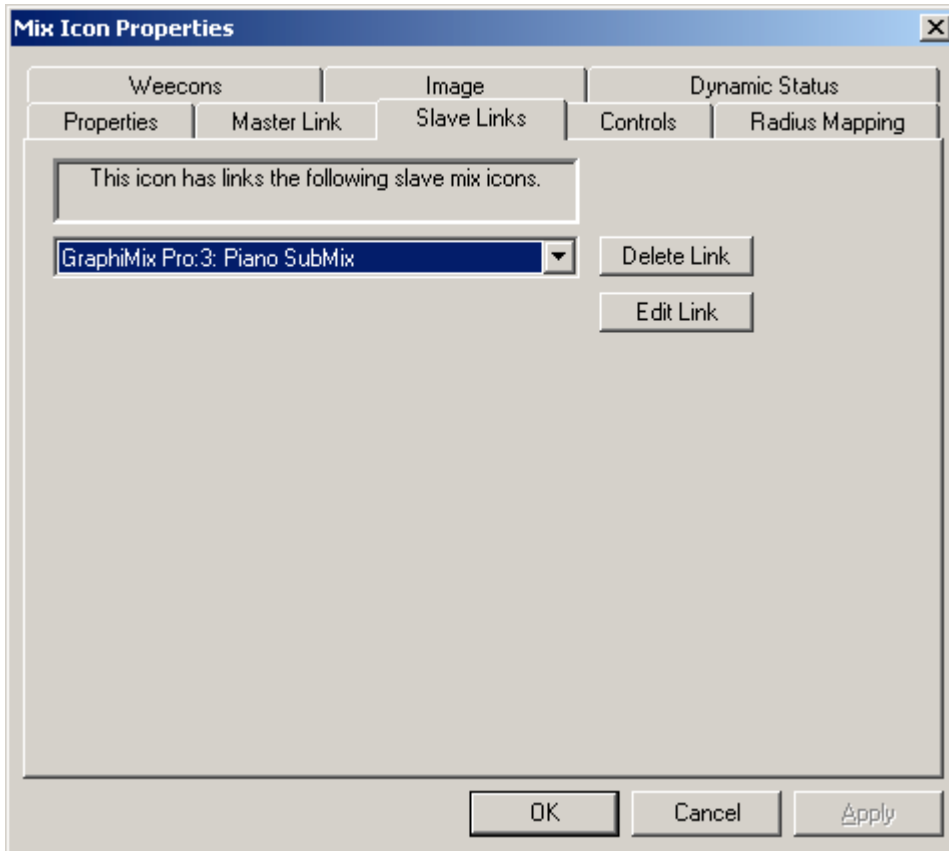 Mix Icon Properties
Weecons Image Dynamic Status
Properties Master Link Slave Links Controls Radius Mapping
This icon has links the following slave mix icons.
GraphiMix Pro:3: Piano SubMix Delete Link
Edit Link
OK Cancel Apply